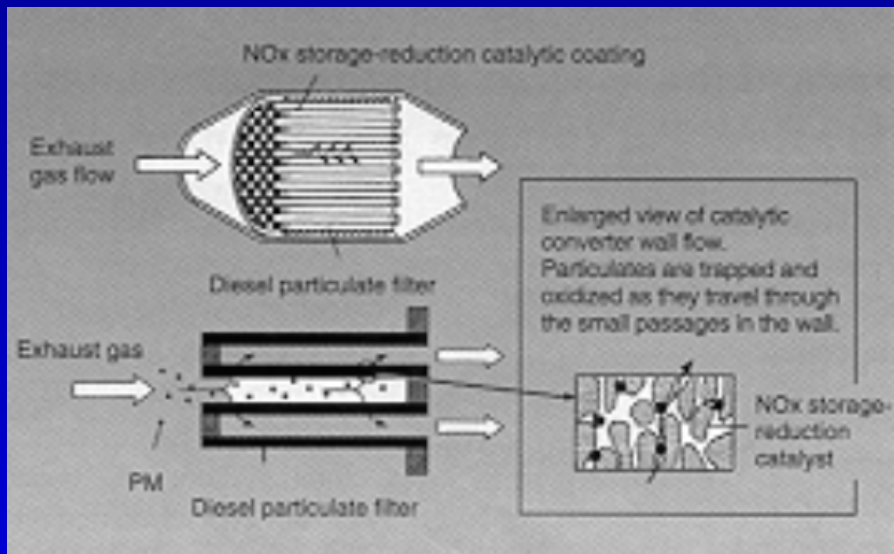 NOx storage-reduction catalytic coating
Exhaust
gas flow
Diesel particulate filter
Enlarged view of catalytic
converter wall flow.
Particulates are trapped and
oxidized as they travel through
the small passages in the wall.
Exhaust gas
PM
Diesel particulate filter
NOx storage-
reduction
catalyst